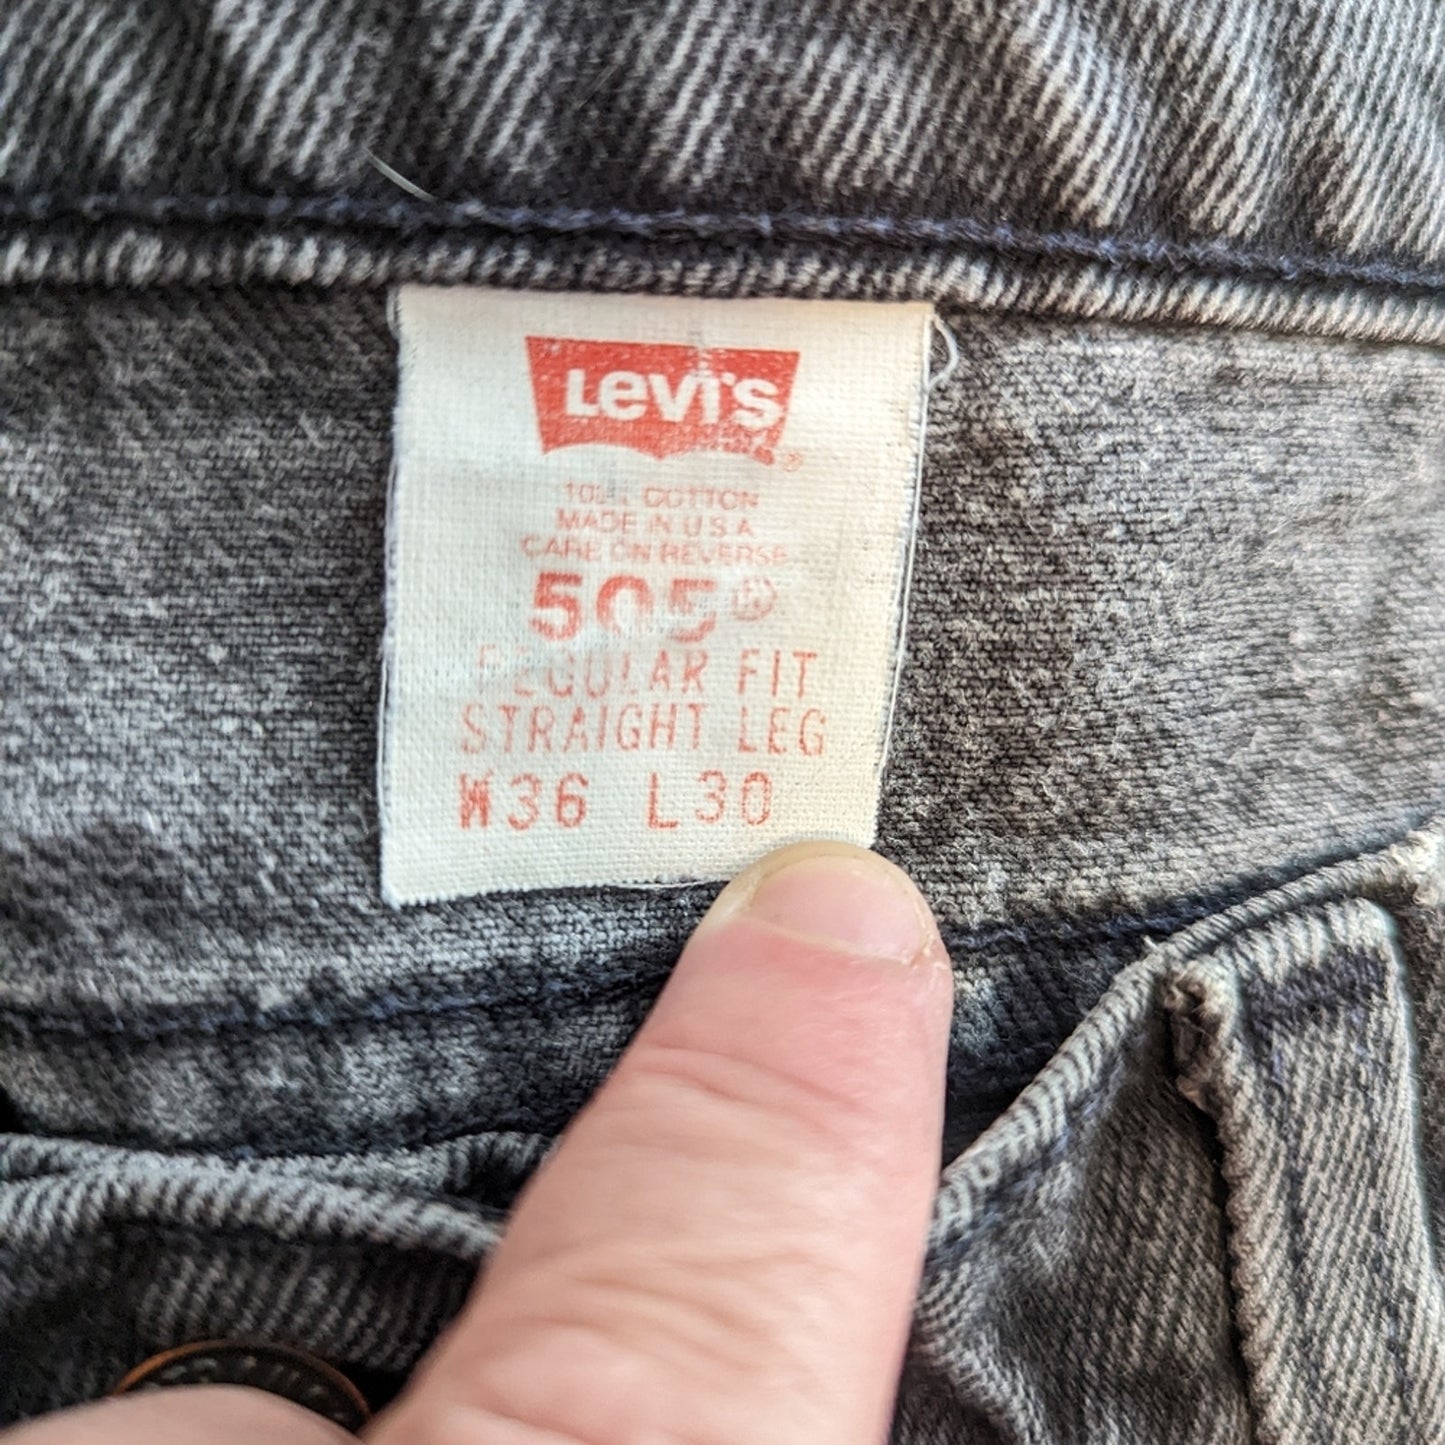 Levi's ®
100% COTTON
MADE IN U.S.A
CARE ON REVERSE
505®
REGULAR FIT
STRAIGHT LEG
W36 L30